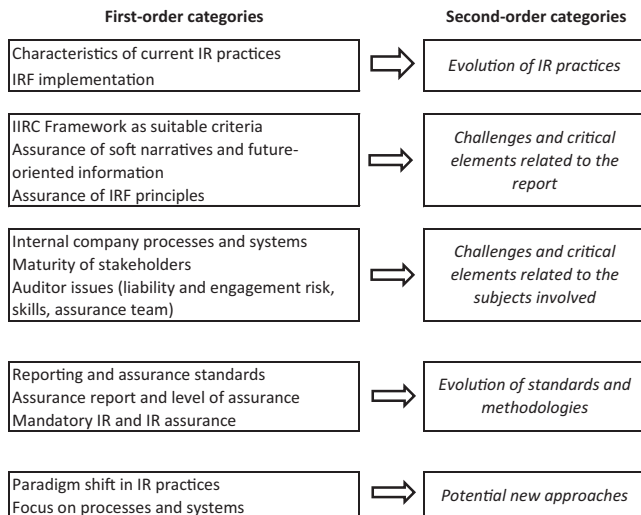 First-order categories
Second-order categories
Characteristics of current IR practices
IRF implementation
Evolution of IR practices
IIRC Framework as suitable criteria
Assurance of soft narratives and future-
oriented information
Assurance of IRF principles
Challenges and critical
elements related to the
report
Internal company processes and systems
Maturity of stakeholders
Auditor issues (liability and engagement risk,
skills, assurance team)
Challenges and critical
elements related to the
subjects involved
Reporting and assurance standards
Assurance report and level of assurance
Mandatory IR and IR assurance
Evolution of standards and
methodologies
Paradigm shift in IR practices
Focus on processes and systems
Potential new approaches